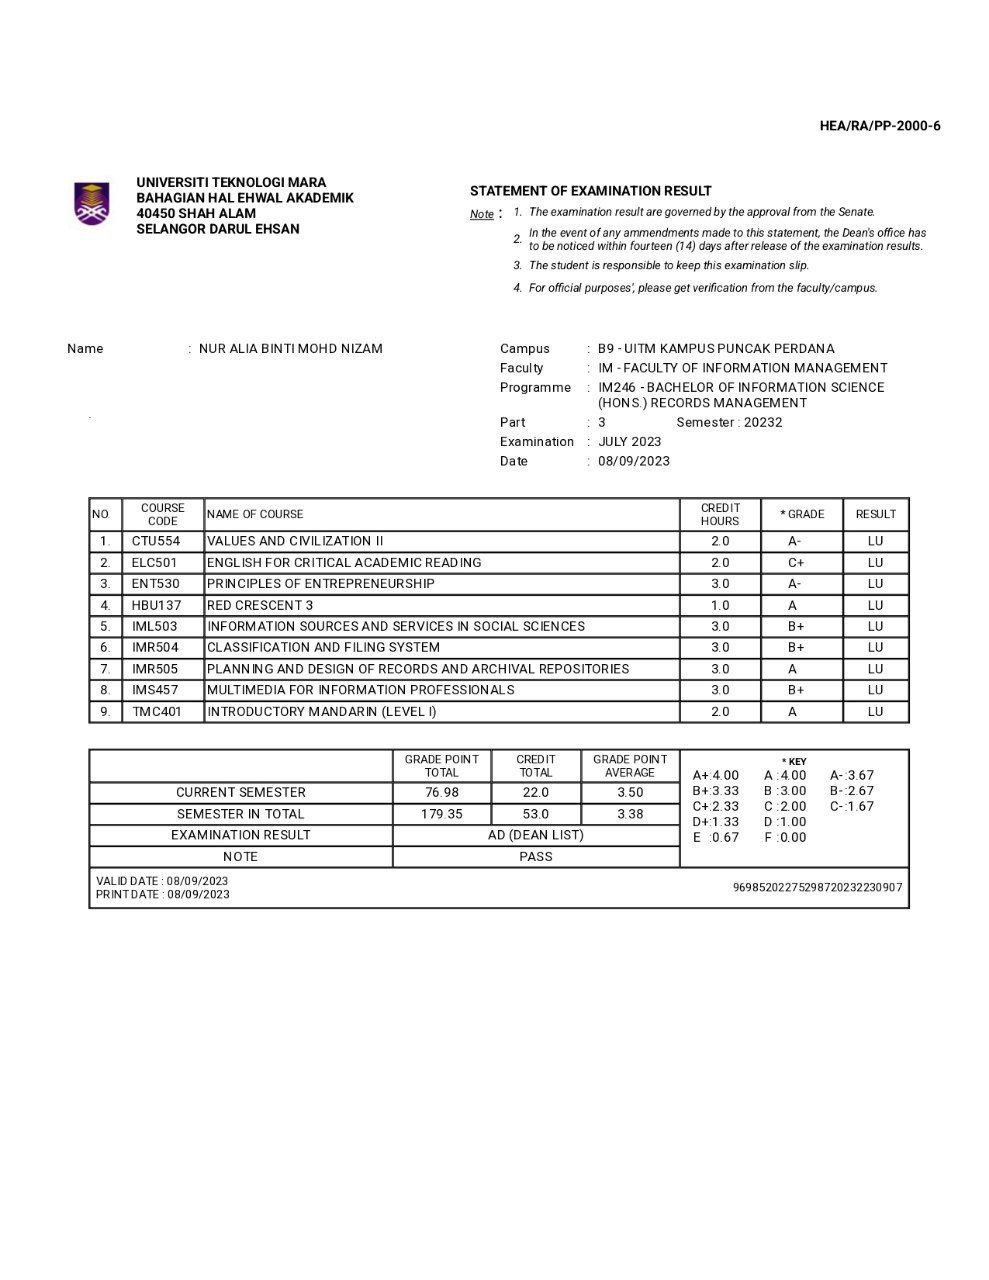 HEA/RA/PP-2000-6
UNIVERSITI TEKNOLOGI MARA
BAHAGIAN HAL EHWAL AKADEMIK
40450 SHAH ALAM
SELANGOR DARUL EHSAN
STATEMENT OF EXAMINATION RESULT
Note : 1. The examination result are governed by the approval from the Senate.
2. In the event of any ammendments made to this statement, the Dean's office has
to be noticed within fourteen (14) days after release of the examination results.
3. The student is responsible to keep this examination slip.
4. For official purposes', please get verification from the faculty/campus.
Name : NUR ALIA BINTI MOHD NIZAM
Campus : B9 - UITM KAMPUS PUNCAK PERDANA
Faculty : IM - FACULTY OF INFORMATION MANAGEMENT
Programme : IM246 - BACHELOR OF INFORMATION SCIENCE
(HONS.) RECORDS MANAGEMENT
Part : 3 Semester : 20232
Examination : JULY 2023
Date : 08/09/2023
NO. COURSE CODE NAME OF COURSE CREDIT HOURS * GRADE RESULT
1. CTU554 VALUES AND CIVILIZATION II 2.0 A- LU
2. ELC501 ENGLISH FOR CRITICAL ACADEMIC READING 2.0 C+ LU
3. ENT530 PRINCIPLES OF ENTREPRENEURSHIP 3.0 A- LU
4. HBU137 RED CRESCENT 3 1.0 A LU
5. IML503 INFORMATION SOURCES AND SERVICES IN SOCIAL SCIENCES 3.0 B+ LU
6. IMR504 CLASSIFICATION AND FILING SYSTEM 3.0 B+ LU
7. IMR505 PLANNING AND DESIGN OF RECORDS AND ARCHIVAL REPOSITORIES 3.0 A LU
8. IMS457 MULTIMEDIA FOR INFORMATION PROFESSIONALS 3.0 B+ LU
9. TMC401 INTRODUCTORY MANDARIN (LEVEL I) 2.0 A LU
GRADE POINT TOTAL CREDIT TOTAL GRADE POINT AVERAGE
CURRENT SEMESTER 76.98 22.0 3.50
SEMESTER IN TOTAL 179.35 53.0 3.38
EXAMINATION RESULT AD (DEAN LIST)
NOTE PASS
* KEY
A+:4.00 A :4.00 A-:3.67
B+:3.33 B :3.00 B-:2.67
C+:2.33 C :2.00 C-:1.67
D+:1.33 D :1.00
E :0.67 F :0.00
VALID DATE : 08/09/2023
PRINT DATE : 08/09/2023
96985202275298720232230907